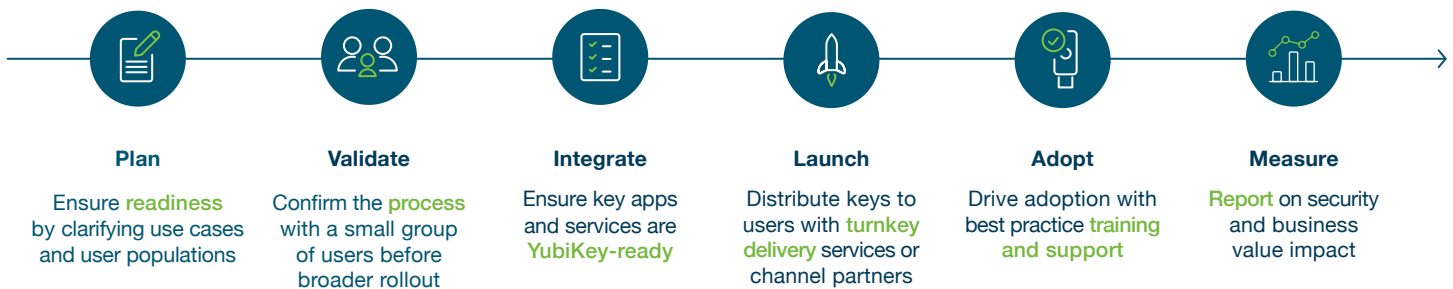 Plan
Ensure readiness
by clarifying use cases
and user populations
Validate
Confirm the process
with a small group
of users before
broader rollout
Integrate
Ensure key apps
and services are
YubiKey-ready
Launch
Distribute keys to
users with turnkey
delivery services or
channel partners
Adopt
Drive adoption with
best practice training
and support
Measure
Report on security
and business
value impact